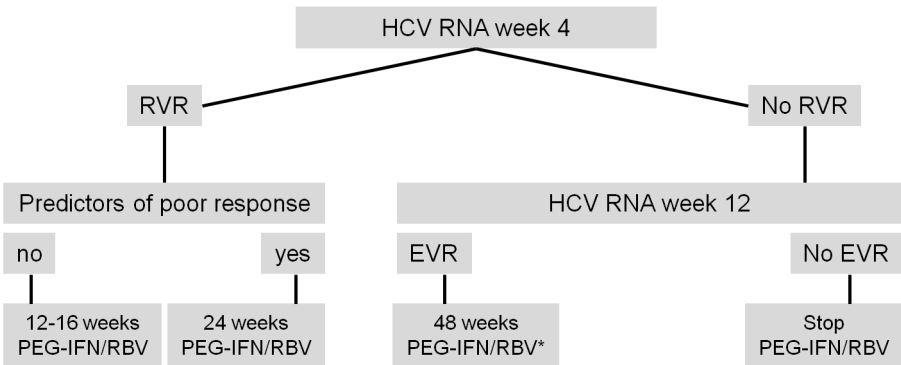 HCV RNA week 4
RVR
No RVR
Predictors of poor response
HCV RNA week 12
no
yes
EVR
No EVR
12-16 weeks
PEG-IFN/RBV
24 weeks
PEG-IFN/RBV
48 weeks
PEG-IFN/RBV*
Stop
PEG-IFN/RBV